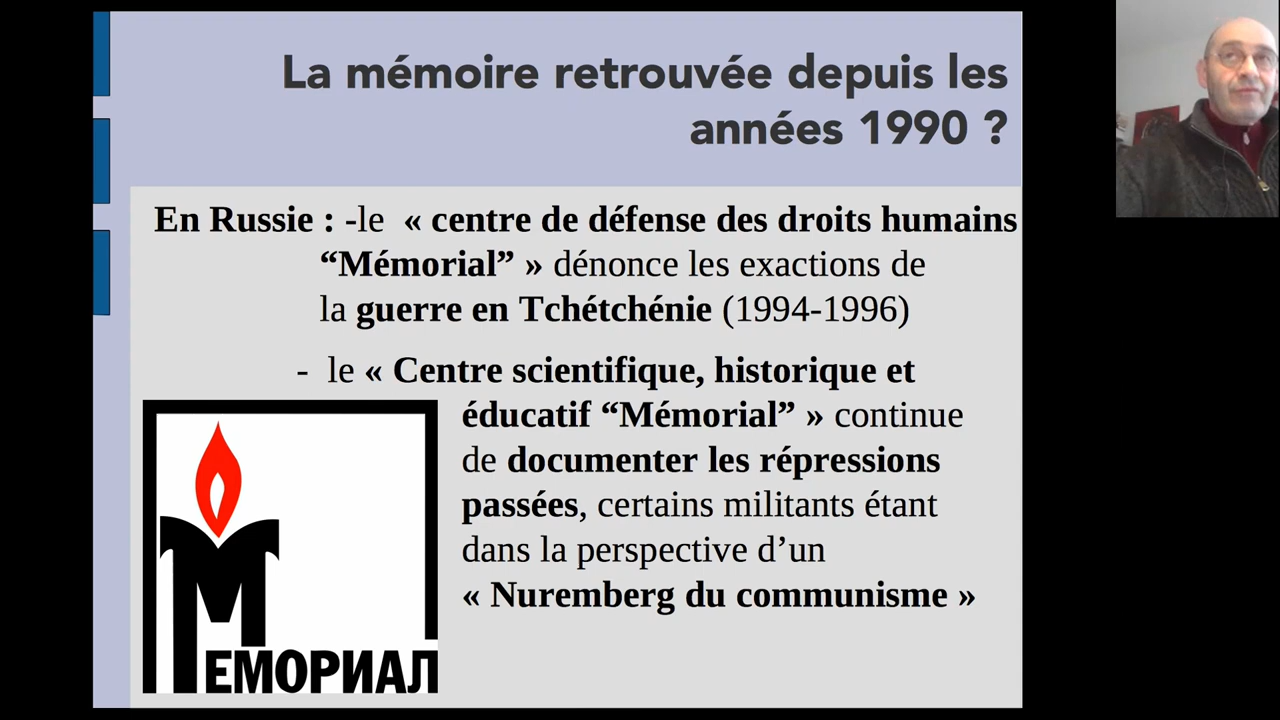 La mémoire retrouvée depuis les
années 1990 ?
En Russie : -le « centre de défense des droits humains
“Mémorial” » dénonce les exactions de
la guerre en Tchétchénie (1994-1996)
- le « Centre scientifique, historique et
éducatif “Mémorial” » continue
de documenter les répressions
passées, certains militants étant
dans la perspective d’un
« Nuremberg du communisme »
МЕМОРИАЛ